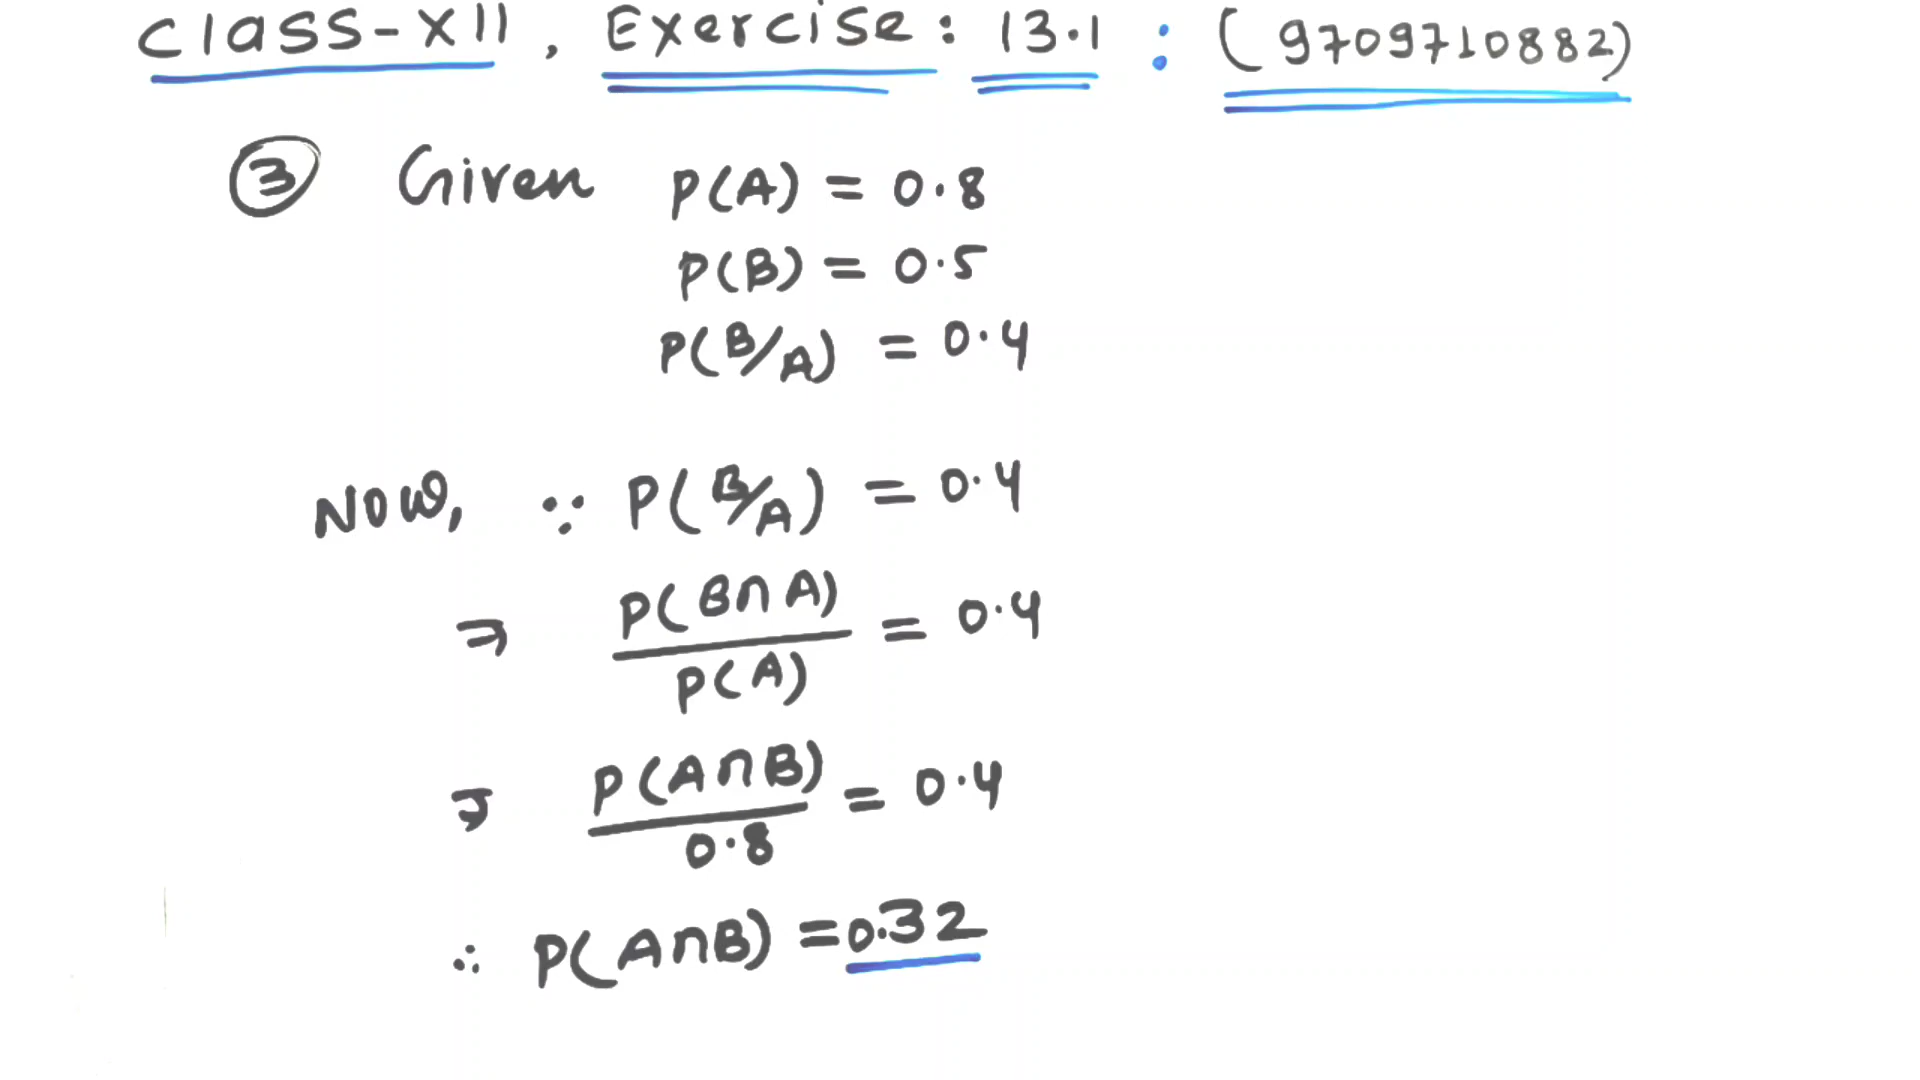 Class-XII, Exercise: 13.1 : (9709710882)
③ Given P(A) = 0.8
P(B) = 0.5
P(B/A) = 0.4
Now, ∵ P(B/A) = 0.4
⇒ P(B∩A)/P(A) = 0.4
⇒ P(A∩B)/0.8 = 0.4
∴ P(A∩B) = 0.32